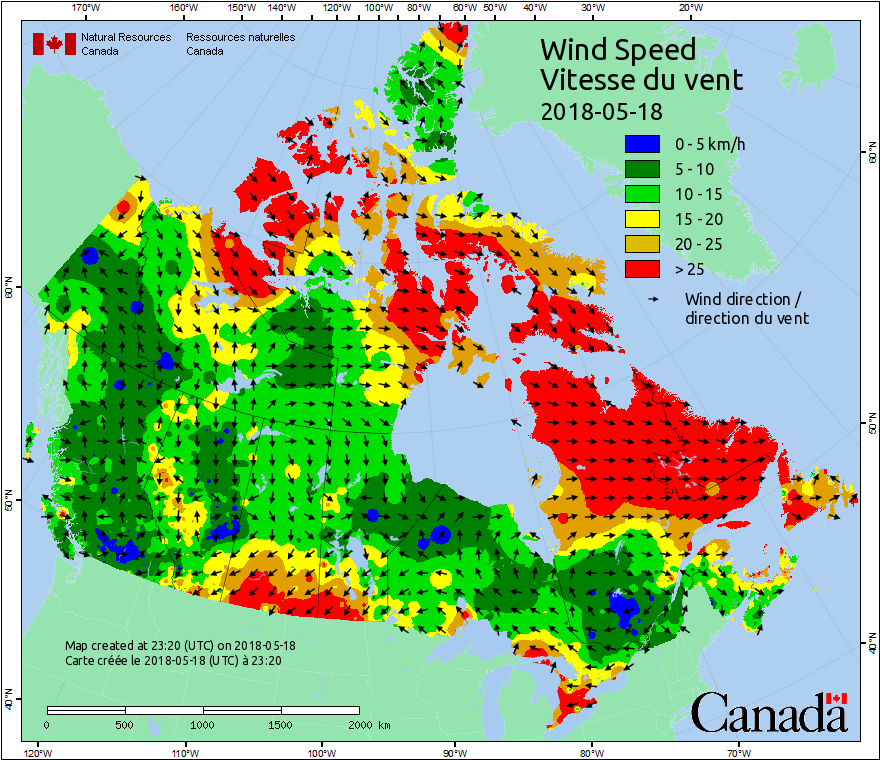 170°W 160°W 150°W 140°W 120°W 100°W 80°W 60°W 50°W 40°W 30°W 20°W
Natural Resources Ressources naturelles
Canada Canada
Wind Speed
Vitesse du vent
2018-05-18
0 - 5 km/h
5 - 10
10 - 15
15 - 20
20 - 25
> 25
Wind direction /
direction du vent
60°N
60°N
50°N
50°N
40°N
40°N
Map created at 23:20 (UTC) on 2018-05-18
Carte créée le 2018-05-18 (UTC) à 23:20
0 500 1000 1500 2000 km
Canada
120°W 110°W 100°W 90°W 80°W 70°W